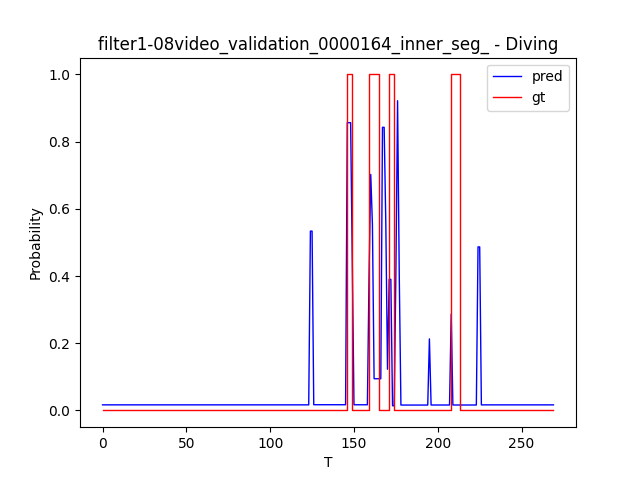 filter1-08video_validation_0000164_inner_seg_ - Diving
pred
gt
1.0
0.8
0.6
0.4
0.2
0.0
Probability
0
50
100
150
200
250
T